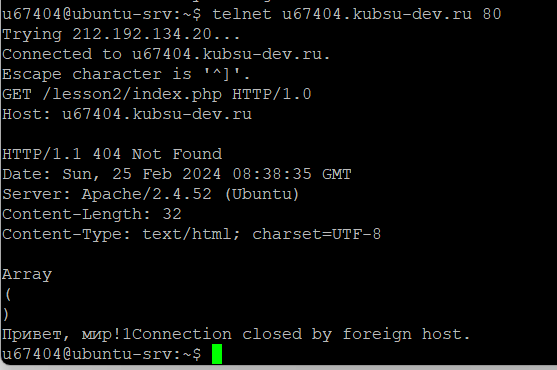 u67404@ubuntu-srv:~$ telnet u67404.kubsu-dev.ru 80
Trying 212.192.134.20...
Connected to u67404.kubsu-dev.ru.
Escape character is '^]'.
GET /lesson2/index.php HTTP/1.0
Host: u67404.kubsu-dev.ru

HTTP/1.1 404 Not Found
Date: Sun, 25 Feb 2024 08:38:35 GMT
Server: Apache/2.4.52 (Ubuntu)
Content-Length: 32
Content-Type: text/html; charset=UTF-8

Array
(
)
Привет, мир!1Connection closed by foreign host.
u67404@ubuntu-srv:~$